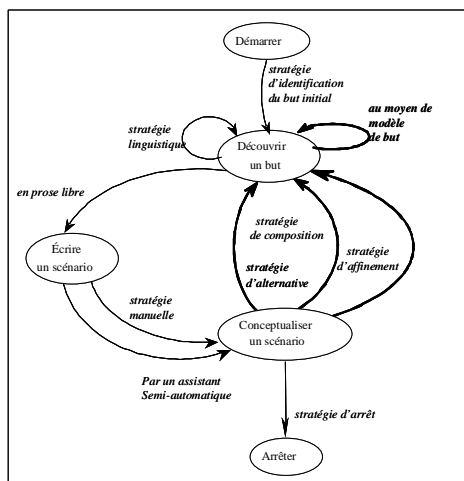 Démarrer
stratégie
d'identification
du but initial
au moyen de
modèle
de but
stratégie
linguistique
Découvrir
un but
en prose libre
stratégie
de composition
Écrire
un scénario
stratégie
d'affinement
stratégie
d'alternative
stratégie
manuelle
Conceptualiser
un scénario
Par un assistant
Semi-automatique
stratégie d'arrêt
Arrêter